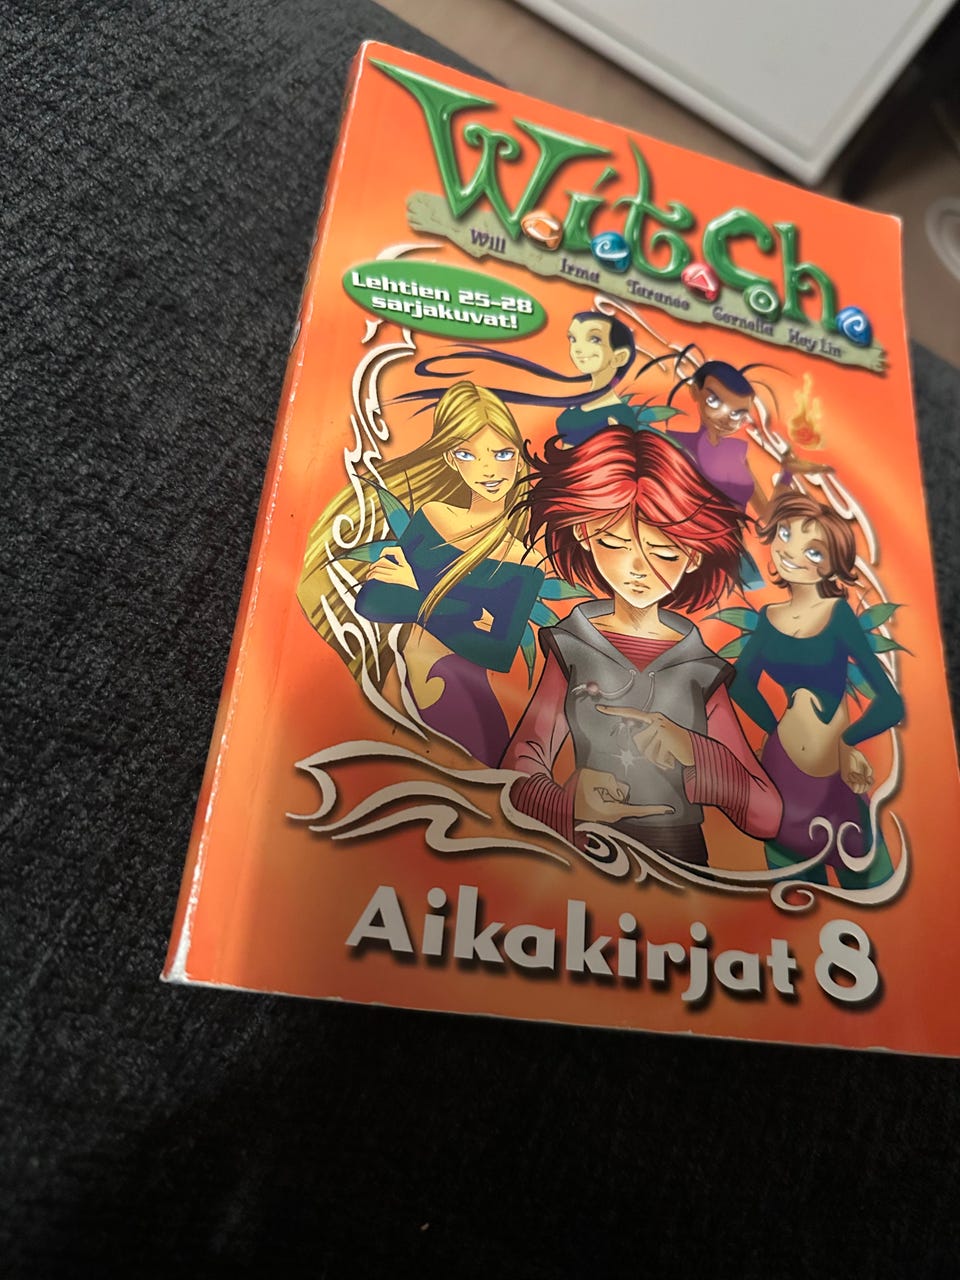 W.i.t.c.h.
Will Irma Taranee Cornelia Hay Lin
Lehtien 25-28
sarjakuvat!
Aikakirjat 8